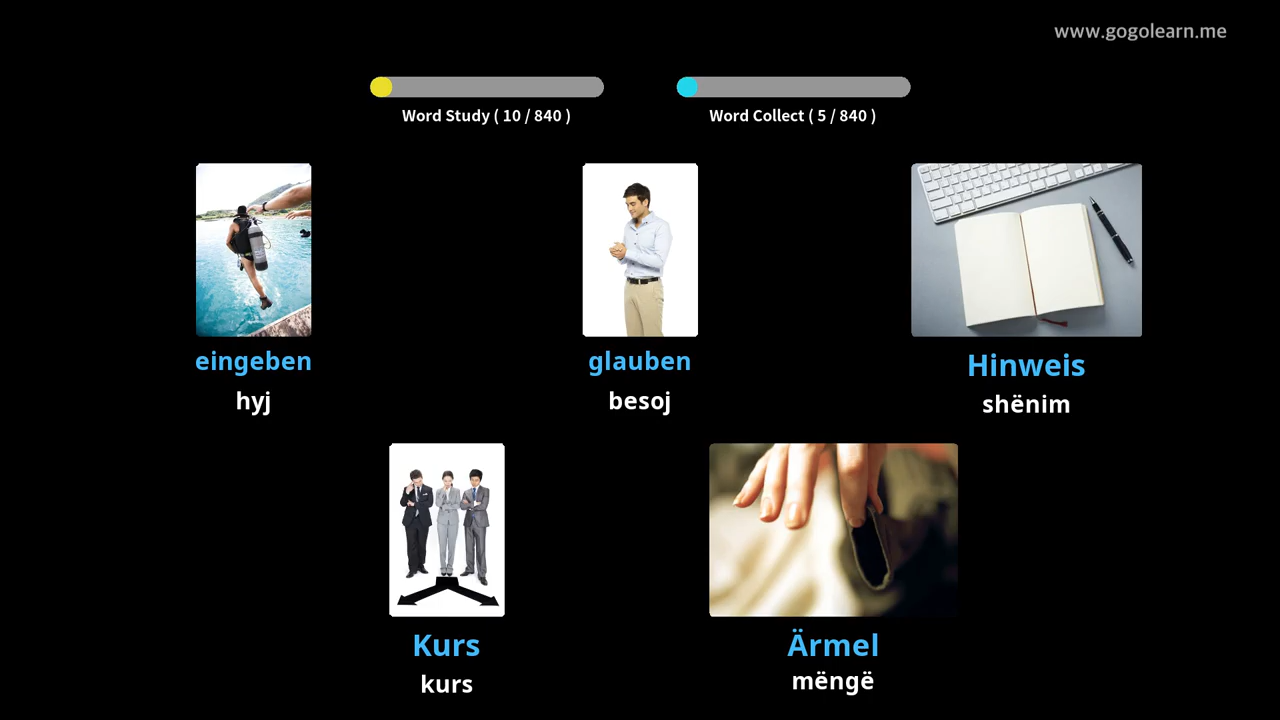 www.gogolearn.me
Word Study ( 10 / 840 )
Word Collect ( 5 / 840 )
eingeben
hyj
glauben
besoj
Hinweis
shënim
Kurs
kurs
Ärmel
mëngë